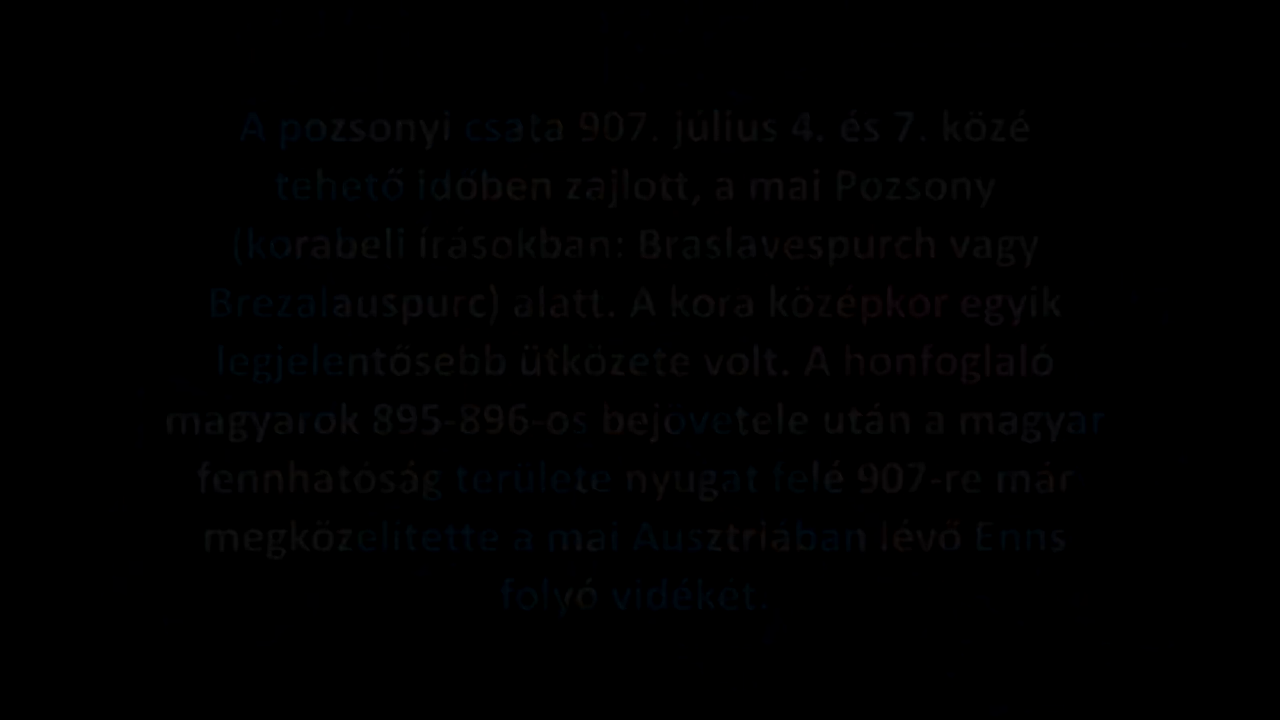 A pozsonyi csata 907. július 4. és 7. közé
tehető időben zajlott, a mai Pozsony
(korabeli írásokban: Braslavespurch vagy
Brezalauspurc) alatt. A kora középkor egyik
legjelentősebb ütközete volt. A honfoglaló
magyarok 895-896-os bejövetele után a magyar
fennhatóság területe nyugat felé 907-re már
megközelítette a mai Ausztriában lévő Enns
folyó vidékét.